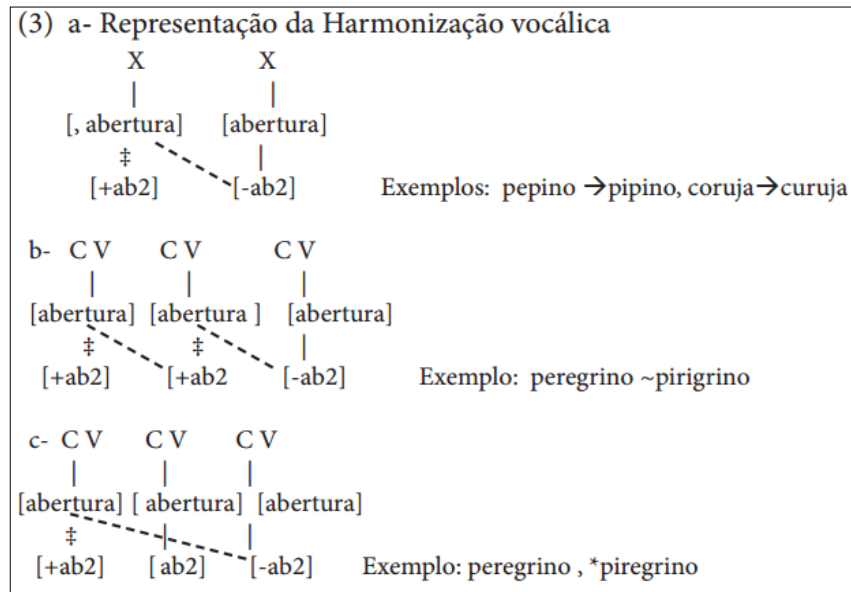 (3) a- Representação da Harmonização vocálica
X X
| |
[, abertura] [abertura]
‡ |
[+ab2] [-ab2] Exemplos: pepino →pipino, coruja→curuja
b- C V C V C V
| | |
[abertura] [abertura ] [abertura]
‡ ‡ |
[+ab2] [+ab2 [-ab2] Exemplo: peregrino ~pirigrino
c- C V C V C V
| | |
[abertura] [ abertura] [abertura]
‡ | |
[+ab2] [ ab2] [-ab2] Exemplo: peregrino , *piregrino